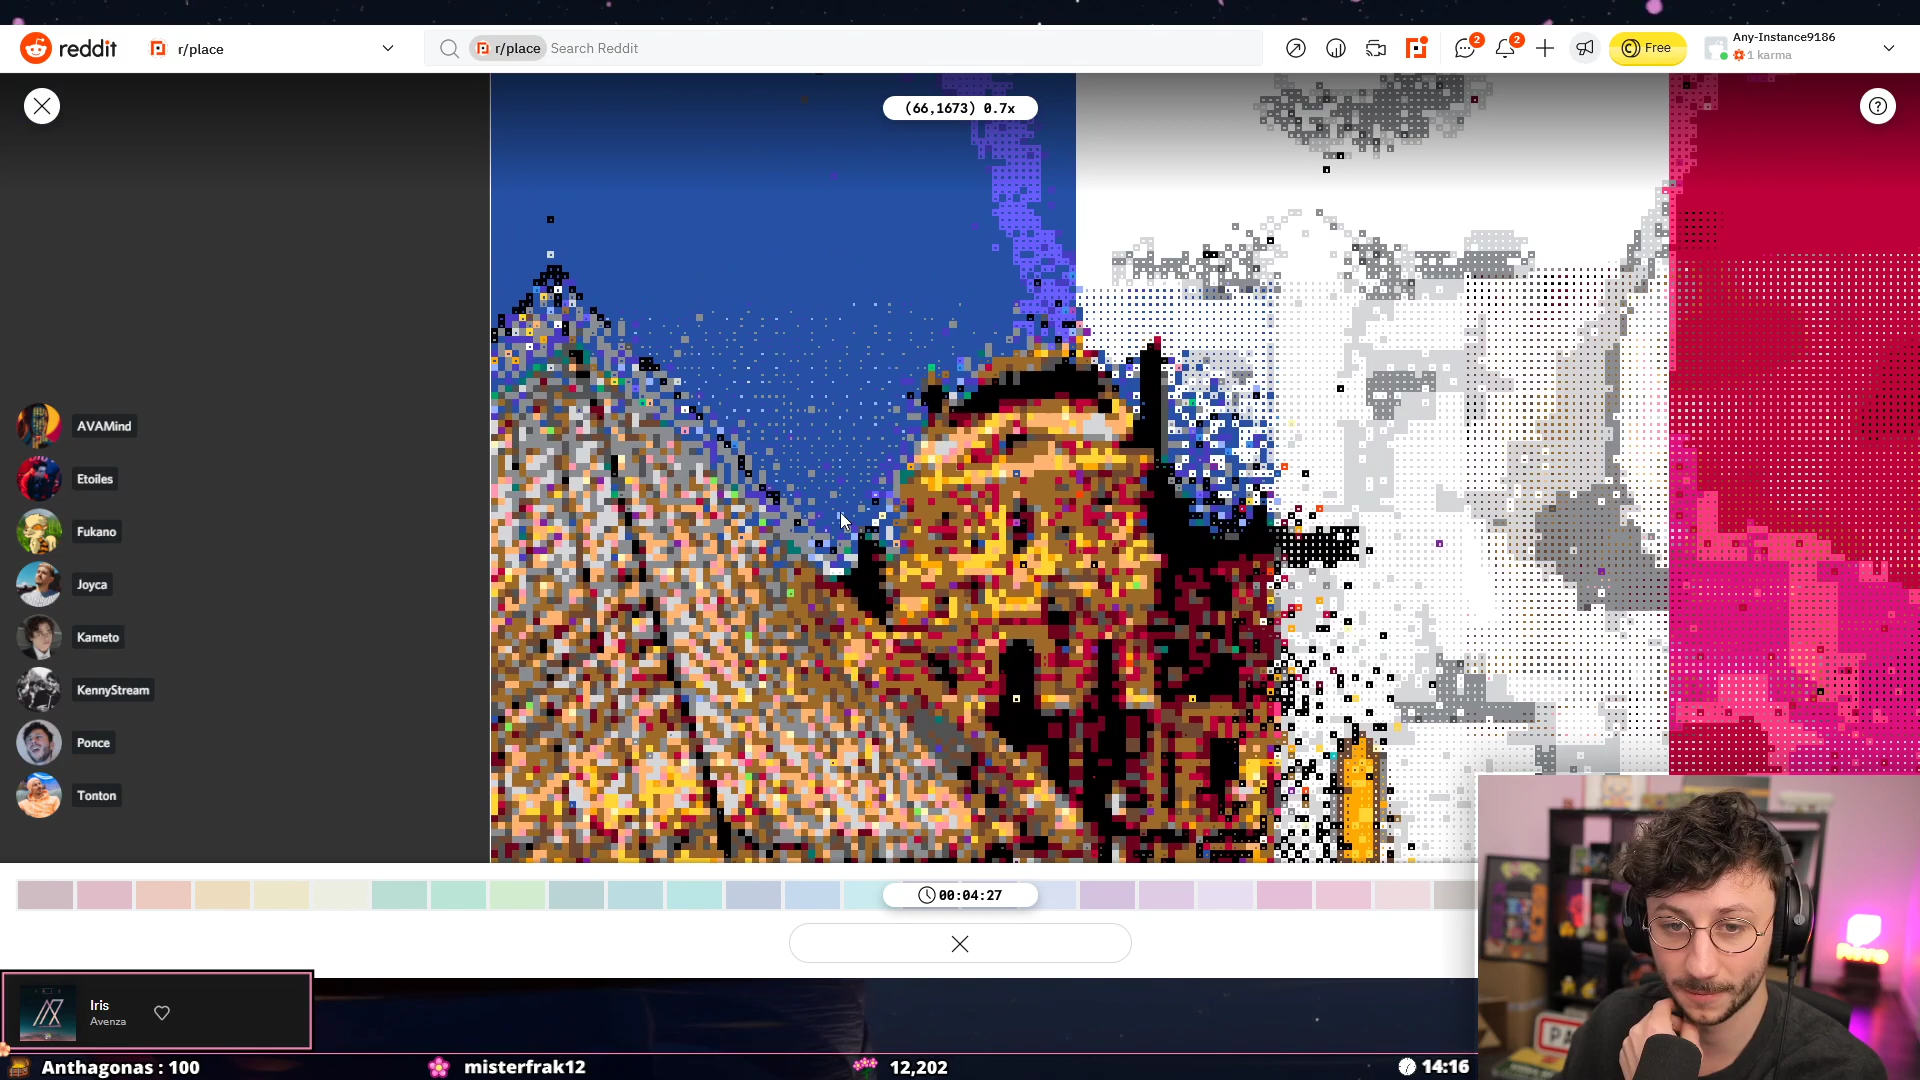 reddit
r/place
r/place Search Reddit
2
2
Free
Any-Instance9186
1 karma
(66,1673) 0.7x
AVAMind
Etoiles
Fukano
Joyca
Kameto
KennyStream
Ponce
Tonton
00:04:27
Iris
Avenza
Anthagonas : 100
misterfrak12
12,202
14:16